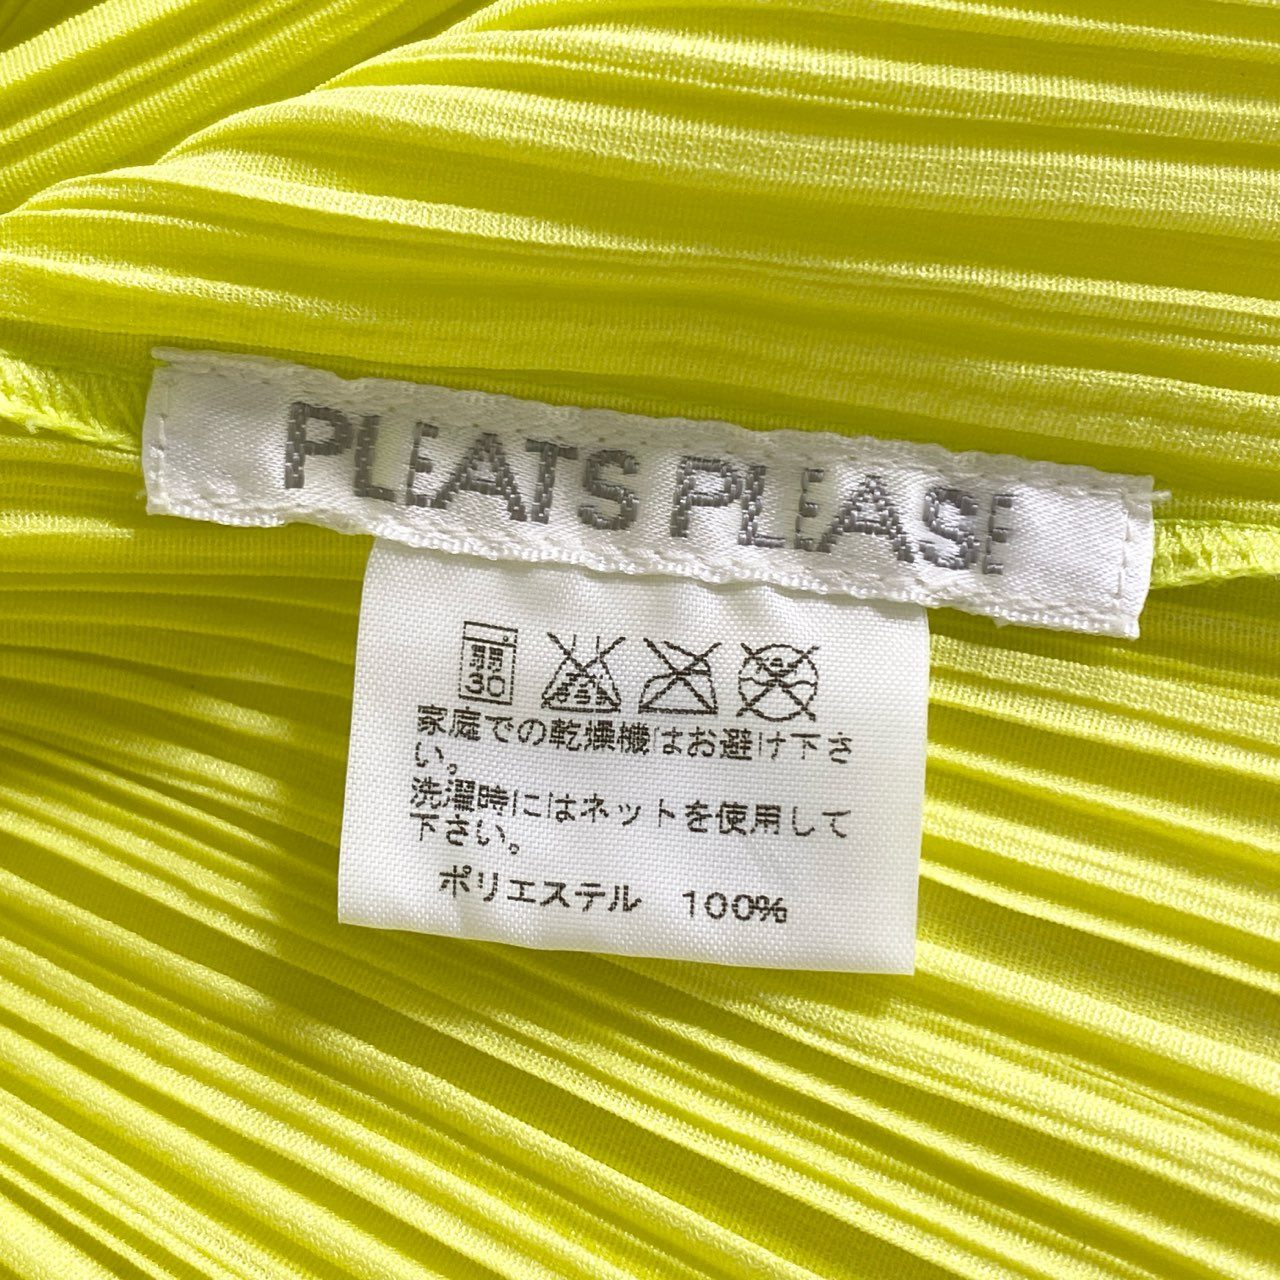 PLEATS PLEASE
弱
30
家庭での乾燥機はお避け下さ
い。
洗濯時にはネットを使用して
下さい。
ポリエステル 100%